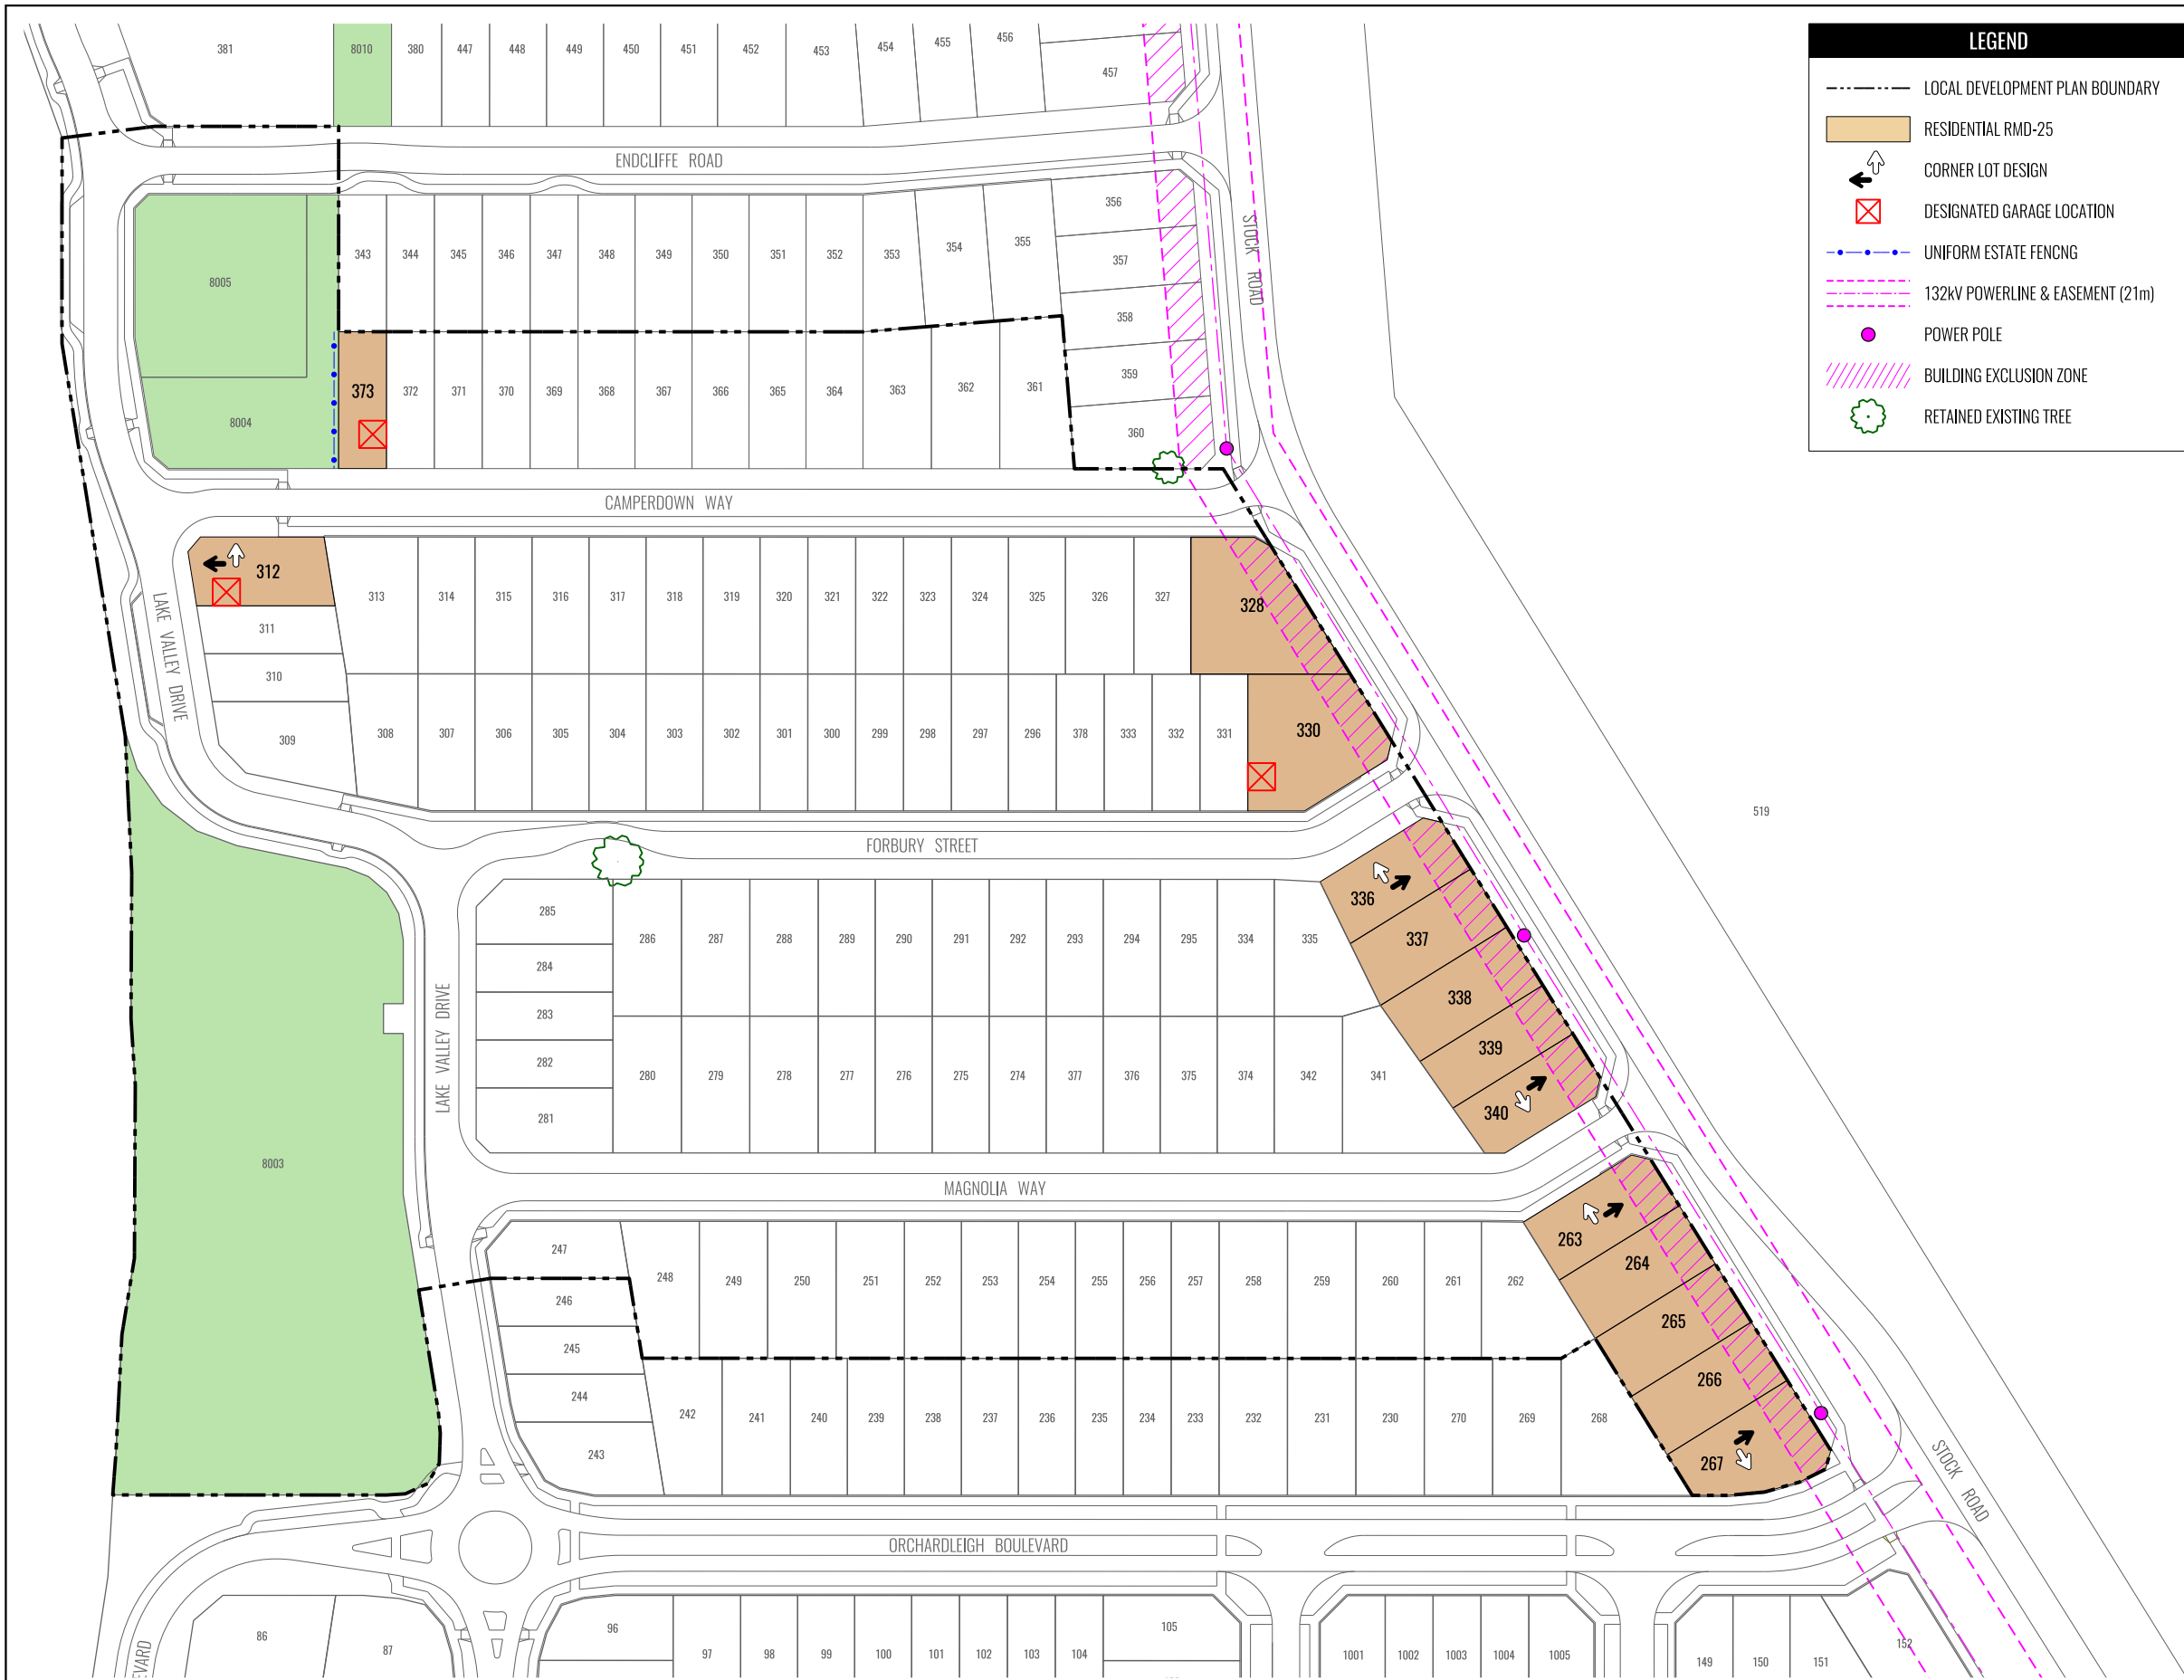 381 8010 380 447 448 449 450 451 452 453 454 455 456
457
LEGEND
LOCAL DEVELOPMENT PLAN BOUNDARY
RESIDENTIAL RMD-25
CORNER LOT DESIGN
DESIGNATED GARAGE LOCATION
UNIFORM ESTATE FENCNG
132kV POWERLINE & EASEMENT (21m)
POWER POLE
BUILDING EXCLUSION ZONE
RETAINED EXISTING TREE
ENDCLIFFE ROAD
STOCK ROAD
8005
343 344 345 346 347 348 349 350 351 352 353 354 355
356
357
358
359
360
8004
373 372 371 370 369 368 367 366 365 364 363 362 361
CAMPERDOWN WAY
LAKE VALLEY DRIVE
312
311
310
309
313 314 315 316 317 318 319 320 321 322 323 324 325 326 327 328
308 307 306 305 304 303 302 301 300 299 298 297 296 378 333 332 331 330
519
FORBURY STREET
8003
LAKE VALLEY DRIVE
285
284
283
282
281
286 287 288 289 290 291 292 293 294 295 334 335
336
337
338
339
340
280 279 278 277 276 275 274 377 376 375 374 342 341
MAGNOLIA WAY
247
246
245
244
243
248 249 250 251 252 253 254 255 256 257 258 259 260 261 262
263
264
265
266
267
242 241 240 239 238 237 236 235 234 233 232 231 230 270 269 268
STOCK ROAD
ORCHARDLEIGH BOULEVARD
EVARD
86 87
96
97 98 99 100 101 102 103 104
105
1001 1002 1003 1004 1005
149 150 151 152